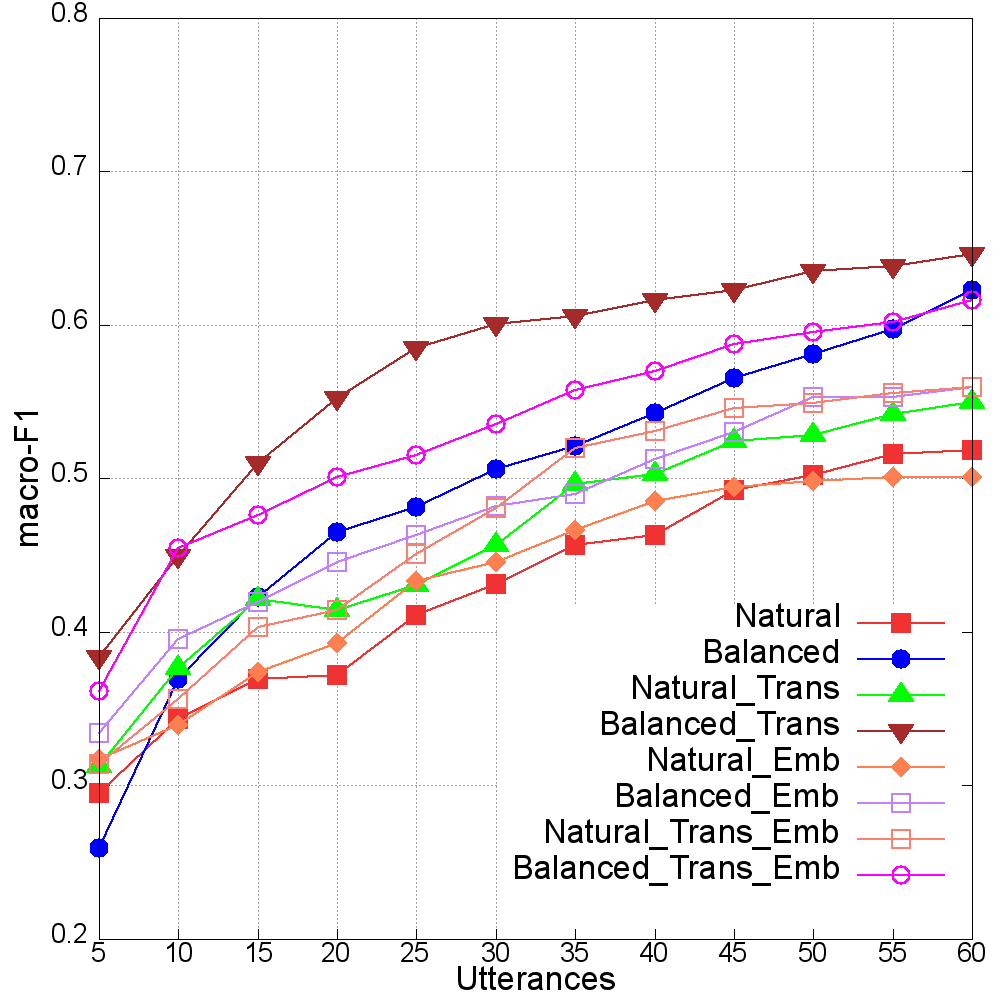 0.8
0.7
0.6
0.5
0.4
0.3
0.2
macro-F1
Natural
Balanced
Natural_Trans
Balanced_Trans
Natural_Emb
Balanced_Emb
Natural_Trans_Emb
Balanced_Trans_Emb
5 10 15 20 25 30 35 40 45 50 55 60
Utterances